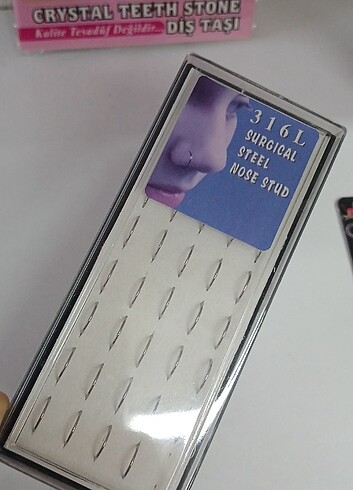 CRYSTAL TEETH STONE
Kalite Tesadüf Değildir... DİŞ TAŞI
316L
SURGICAL
STEEL
NOSE STUD